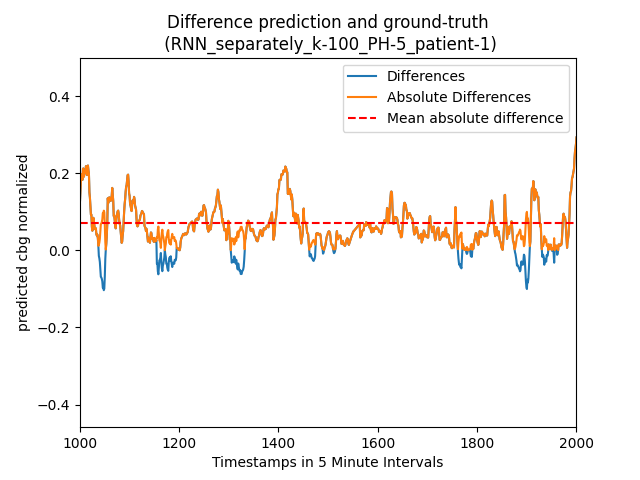 Difference prediction and ground-truth
(RNN_separately_k-100_PH-5_patient-1)
Differences
Absolute Differences
Mean absolute difference
predicted cbg normalized
0.4
0.2
0.0
−0.2
−0.4
1000 1200 1400 1600 1800 2000
Timestamps in 5 Minute Intervals